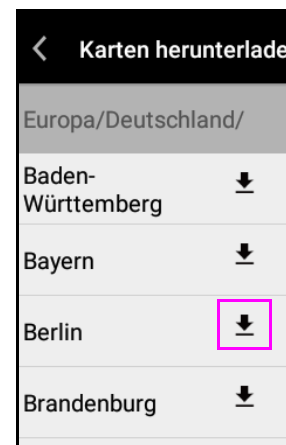 Karten herunterlade
Europa/Deutschland/
Baden-
Württemberg
Bayern
Berlin
Brandenburg